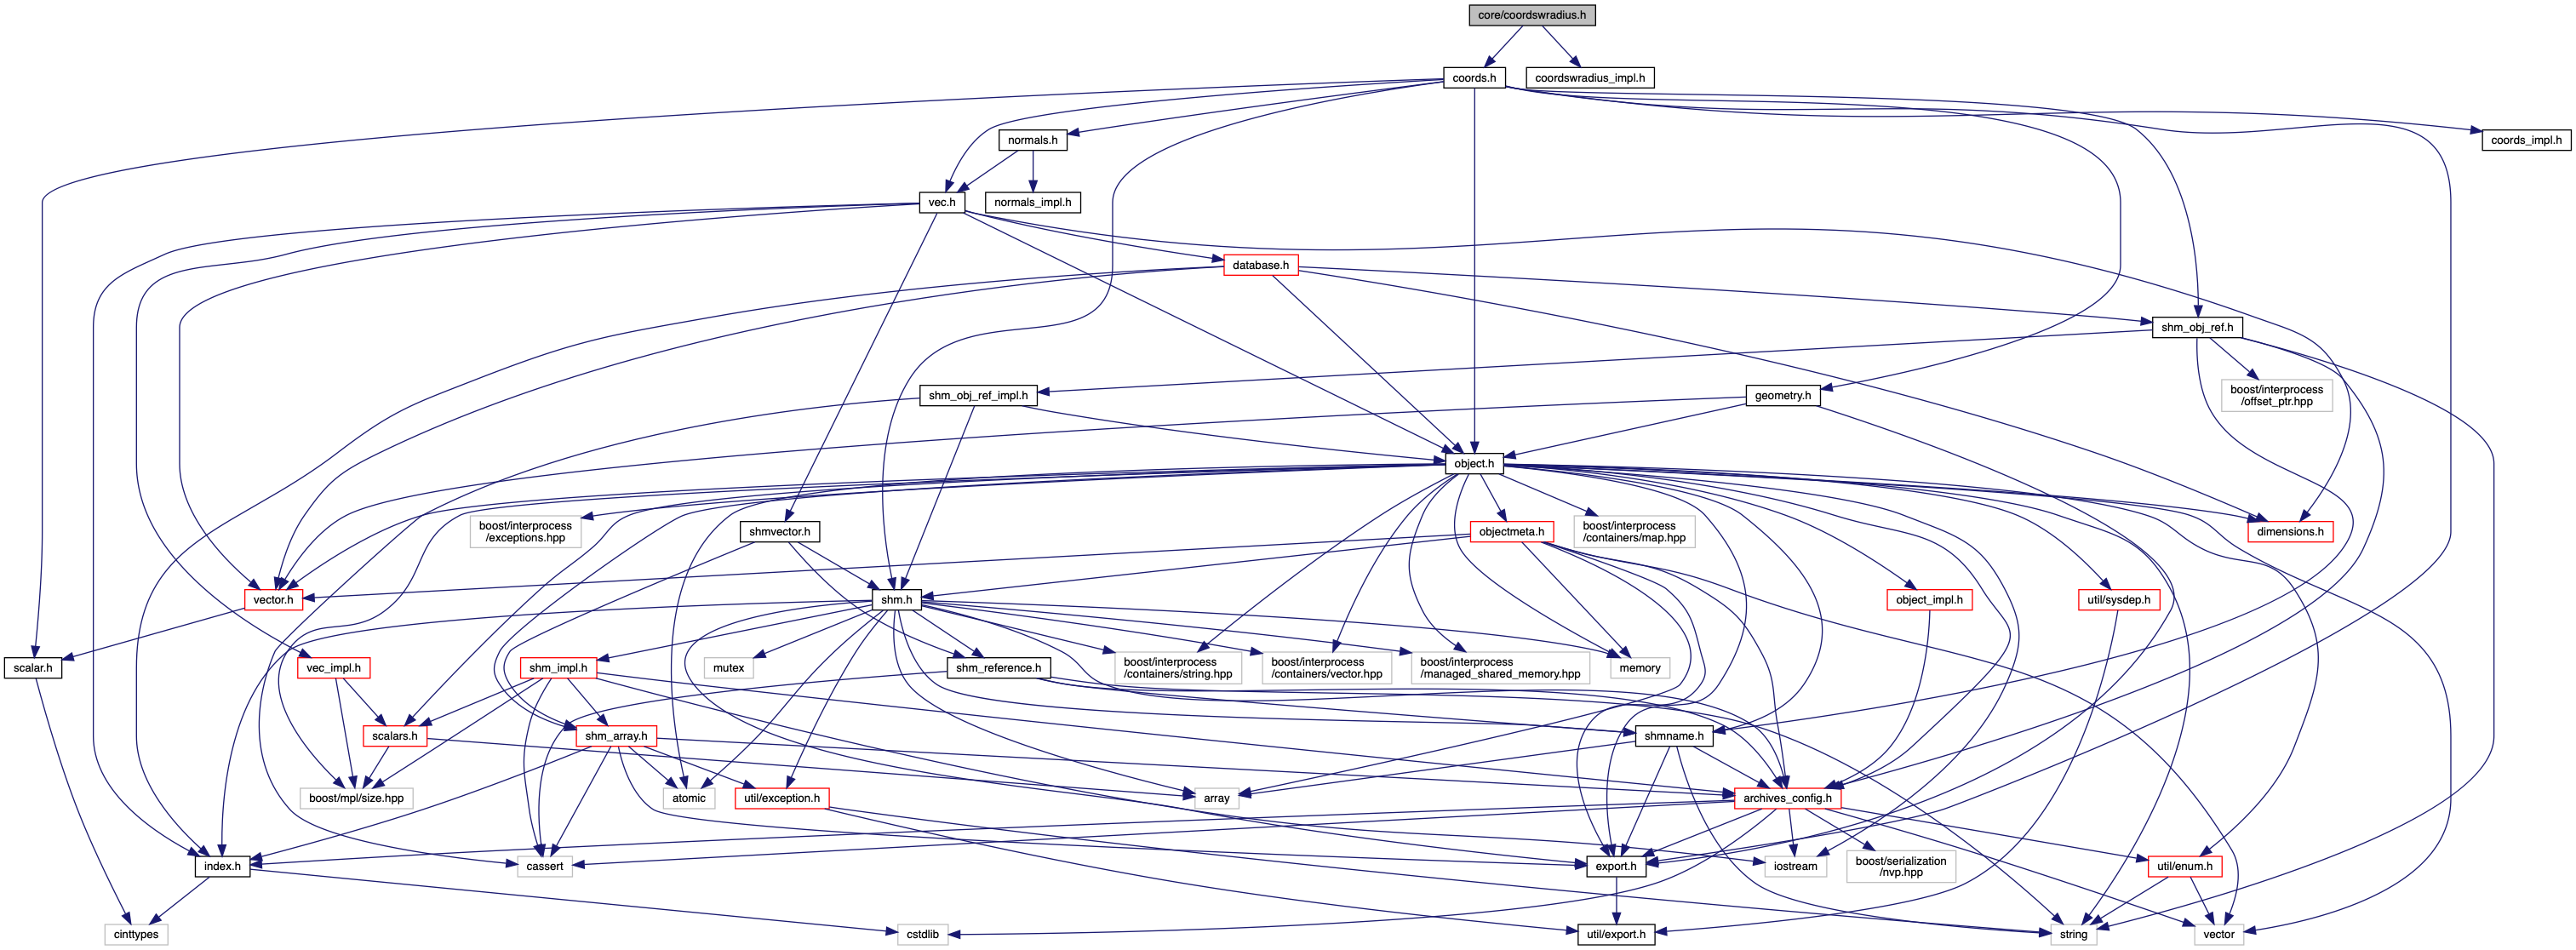 core/coordswradius.h
coords.h
coordswradius_impl.h
normals.h
coords_impl.h
vec.h
normals_impl.h
database.h
shm_obj_ref.h
shm_obj_ref_impl.h
geometry.h
boost/interprocess
/offset_ptr.hpp
object.h
boost/interprocess
/exceptions.hpp
shmvector.h
objectmeta.h
boost/interprocess
/containers/map.hpp
dimensions.h
vector.h
shm.h
object_impl.h
util/sysdep.h
scalar.h
vec_impl.h
shm_impl.h
mutex
shm_reference.h
boost/interprocess
/containers/string.hpp
boost/interprocess
/containers/vector.hpp
boost/interprocess
/managed_shared_memory.hpp
memory
scalars.h
shm_array.h
shmname.h
boost/mpl/size.hpp
atomic
util/exception.h
array
archives_config.h
index.h
cassert
export.h
iostream
boost/serialization
/nvp.hpp
util/enum.h
cinttypes
cstdlib
util/export.h
string
vector